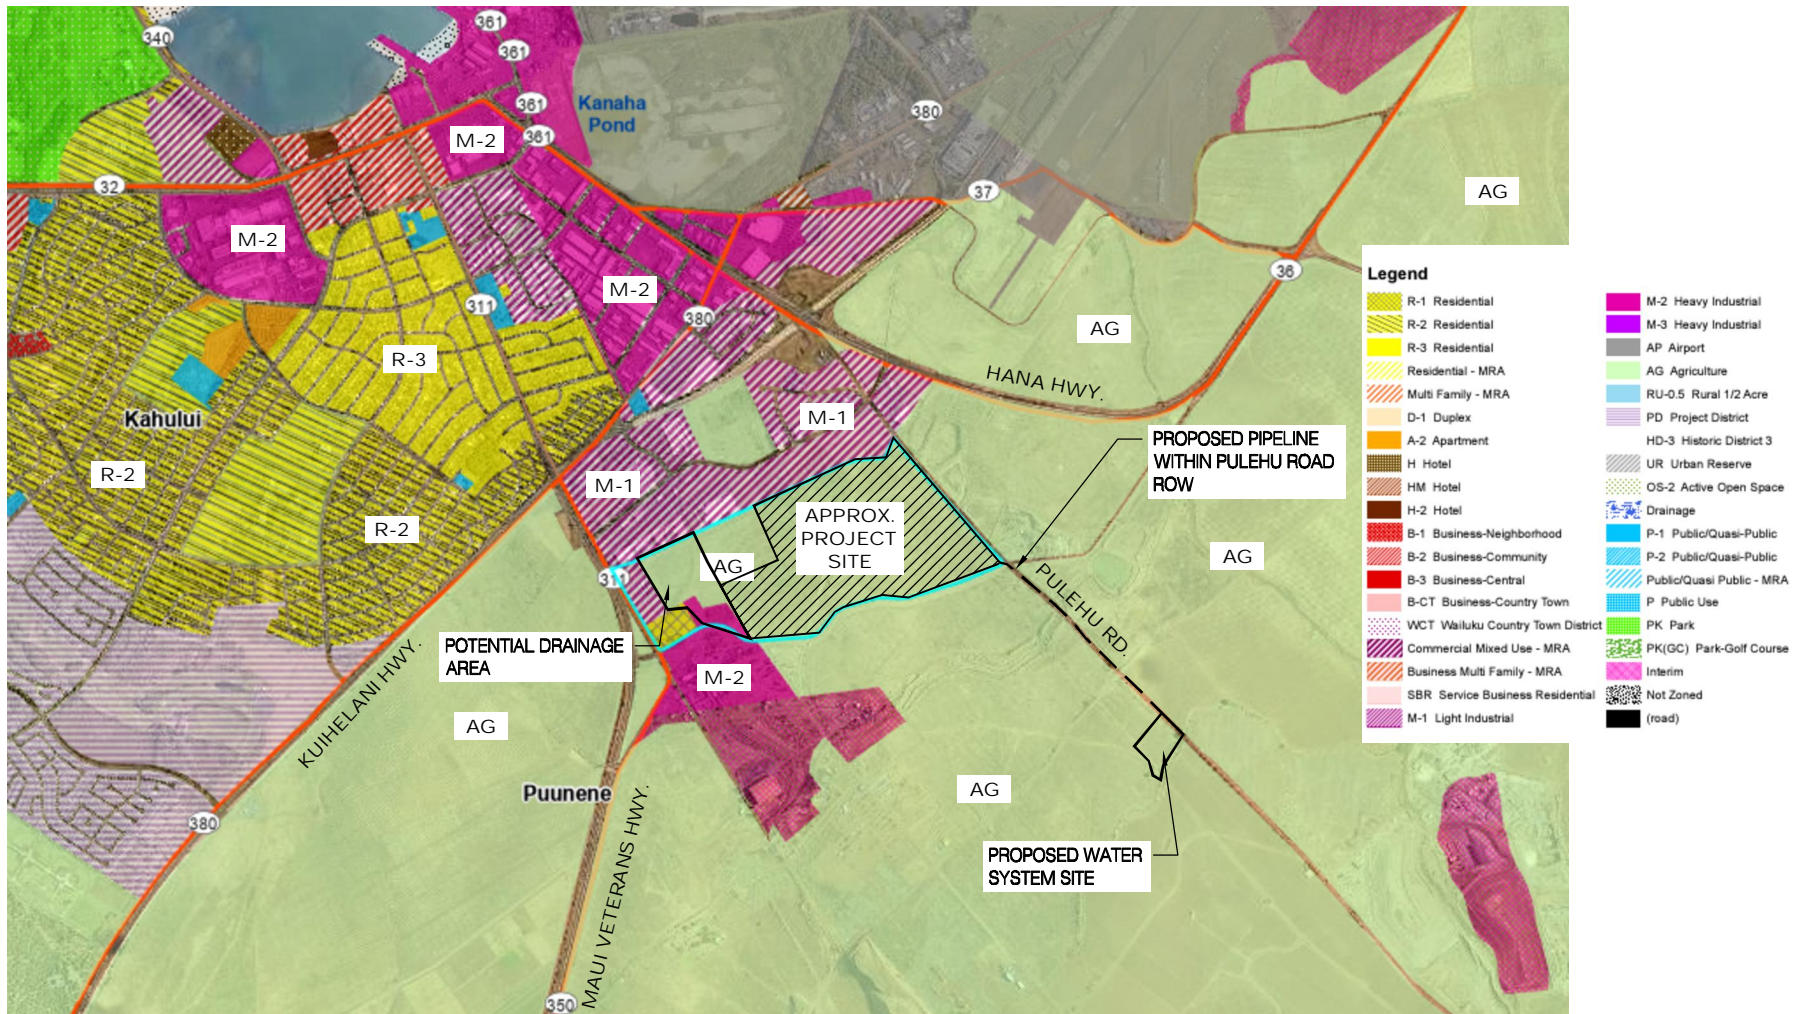 340
361
361
361
361
Kanaha
Pond
380
M-2
32
37
AG
M-2
36
311
M-2
380
AG
R-3
HANA HWY.
Kahului
M-1
R-2
M-1
R-2
APPROX.
PROJECT
SITE
PROPOSED PIPELINE
WITHIN PULEHU ROAD
ROW
AG
AG
PULEHU RD.
POTENTIAL DRAINAGE
AREA
M-2
KUIHELANI HWY.
AG
Puunene
AG
380
MAUI VETERANS HWY.
PROPOSED WATER
SYSTEM SITE
350
Legend
R-1 Residential
R-2 Residential
R-3 Residential
Residential - MRA
Multi Family - MRA
D-1 Duplex
A-2 Apartment
H Hotel
HM Hotel
H-2 Hotel
B-1 Business-Neighborhood
B-2 Business-Community
B-3 Business-Central
B-CT Business-Country Town
WCT Wailuku Country Town District
Commercial Mixed Use - MRA
Business Multi Family - MRA
SBR Service Business Residential
M-1 Light Industrial
M-2 Heavy Industrial
M-3 Heavy Industrial
AP Airport
AG Agriculture
RU-0.5 Rural 1/2 Acre
PD Project District
HD-3 Historic District 3
UR Urban Reserve
OS-2 Active Open Space
Drainage
P-1 Public/Quasi-Public
P-2 Public/Quasi-Public
Public/Quasi Public - MRA
P Public Use
PK Park
PK(GC) Park-Golf Course
Interim
Not Zoned
(road)